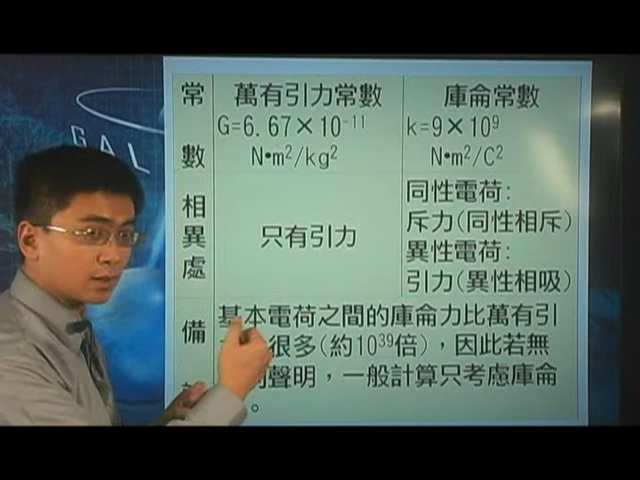 GAL
常數
萬有引力常數
G=6.67×10⁻¹¹
N•m²/kg²
庫侖常數
k=9×10⁹
N•m²/C²
相異處
只有引力
同性電荷:
斥力(同性相斥)
異性電荷:
引力(異性相吸)
備
基本電荷之間的庫侖力比萬有引
很多(約10³⁹倍)，因此若無
聲明，一般計算只考慮庫侖
。